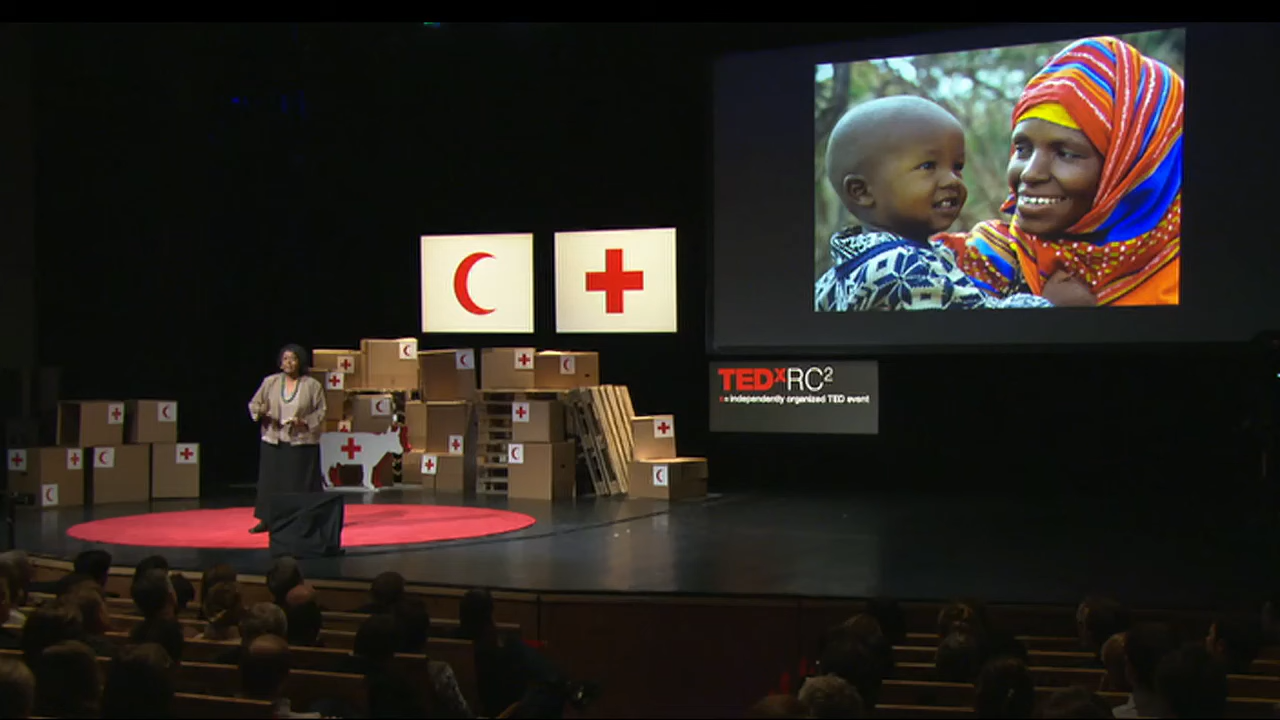 TEDxRC2
x = independently organized TED event